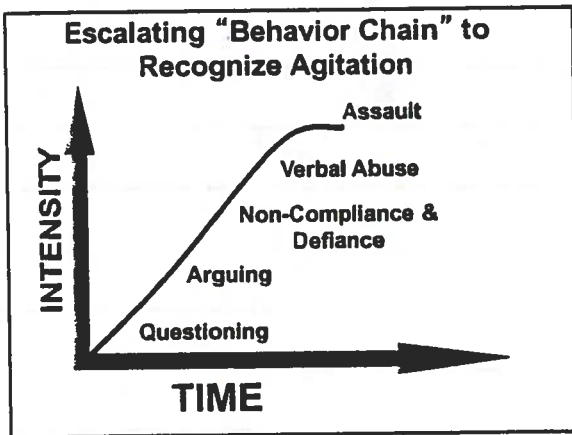 Escalating “Behavior Chain” to
Recognize Agitation
Assault
Verbal Abuse
Non-Compliance &
Defiance
Arguing
Questioning
INTENSITY
TIME